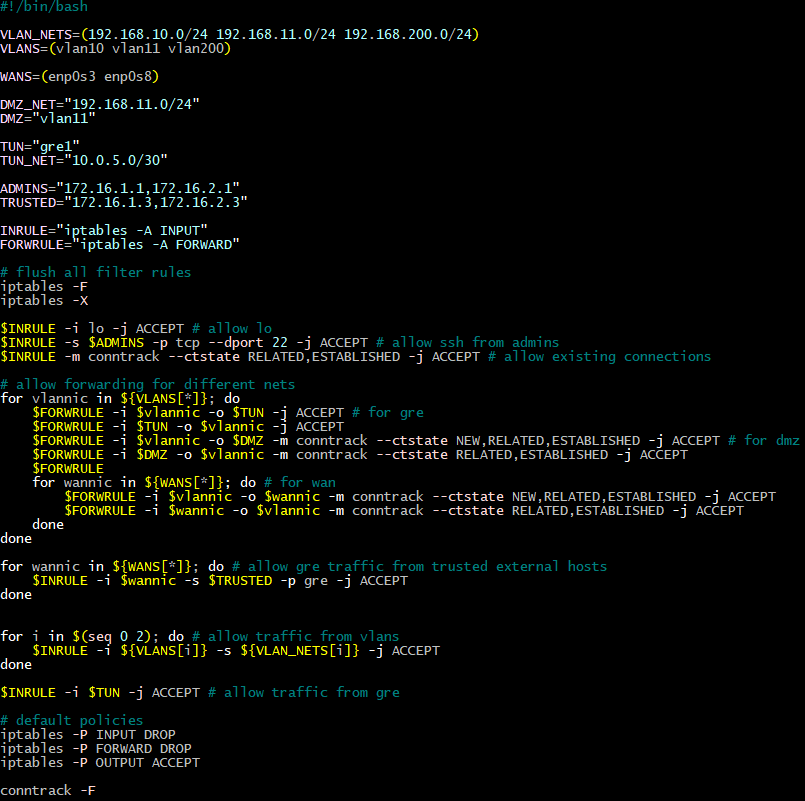 #!/bin/bash

VLAN_NETS=(192.168.10.0/24 192.168.11.0/24 192.168.200.0/24)
VLANS=(vlan10 vlan11 vlan200)

WANS=(enp0s3 enp0s8)

DMZ_NET="192.168.11.0/24"
DMZ="vlan11"

TUN="gre1"
TUN_NET="10.0.5.0/30"

ADMINS="172.16.1.1,172.16.2.1"
TRUSTED="172.16.1.3,172.16.2.3"

INRULE="iptables -A INPUT"
FORWRULE="iptables -A FORWARD"

# flush all filter rules
iptables -F
iptables -X

$INRULE -i lo -j ACCEPT # allow lo
$INRULE -s $ADMINS -p tcp --dport 22 -j ACCEPT # allow ssh from admins
$INRULE -m conntrack --ctstate RELATED,ESTABLISHED -j ACCEPT # allow existing connections

# allow forwarding for different nets
for vlannic in ${VLANS[*]}; do
    $FORWRULE -i $vlannic -o $TUN -j ACCEPT # for gre
    $FORWRULE -i $TUN -o $vlannic -j ACCEPT
    $FORWRULE -i $vlannic -o $DMZ -m conntrack --ctstate NEW,RELATED,ESTABLISHED -j ACCEPT # for dmz
    $FORWRULE -i $DMZ -o $vlannic -m conntrack --ctstate RELATED,ESTABLISHED -j ACCEPT
    $FORWRULE
    for wannic in ${WANS[*]}; do # for wan
        $FORWRULE -i $vlannic -o $wannic -m conntrack --ctstate NEW,RELATED,ESTABLISHED -j ACCEPT
        $FORWRULE -i $wannic -o $vlannic -m conntrack --ctstate RELATED,ESTABLISHED -j ACCEPT
    done
done

for wannic in ${WANS[*]}; do # allow gre traffic from trusted external hosts
    $INRULE -i $wannic -s $TRUSTED -p gre -j ACCEPT
done


for i in $(seq 0 2); do # allow traffic from vlans
    $INRULE -i ${VLANS[i]} -s ${VLAN_NETS[i]} -j ACCEPT
done

$INRULE -i $TUN -j ACCEPT # allow traffic from gre

# default policies
iptables -P INPUT DROP
iptables -P FORWARD DROP
iptables -P OUTPUT ACCEPT

conntrack -F